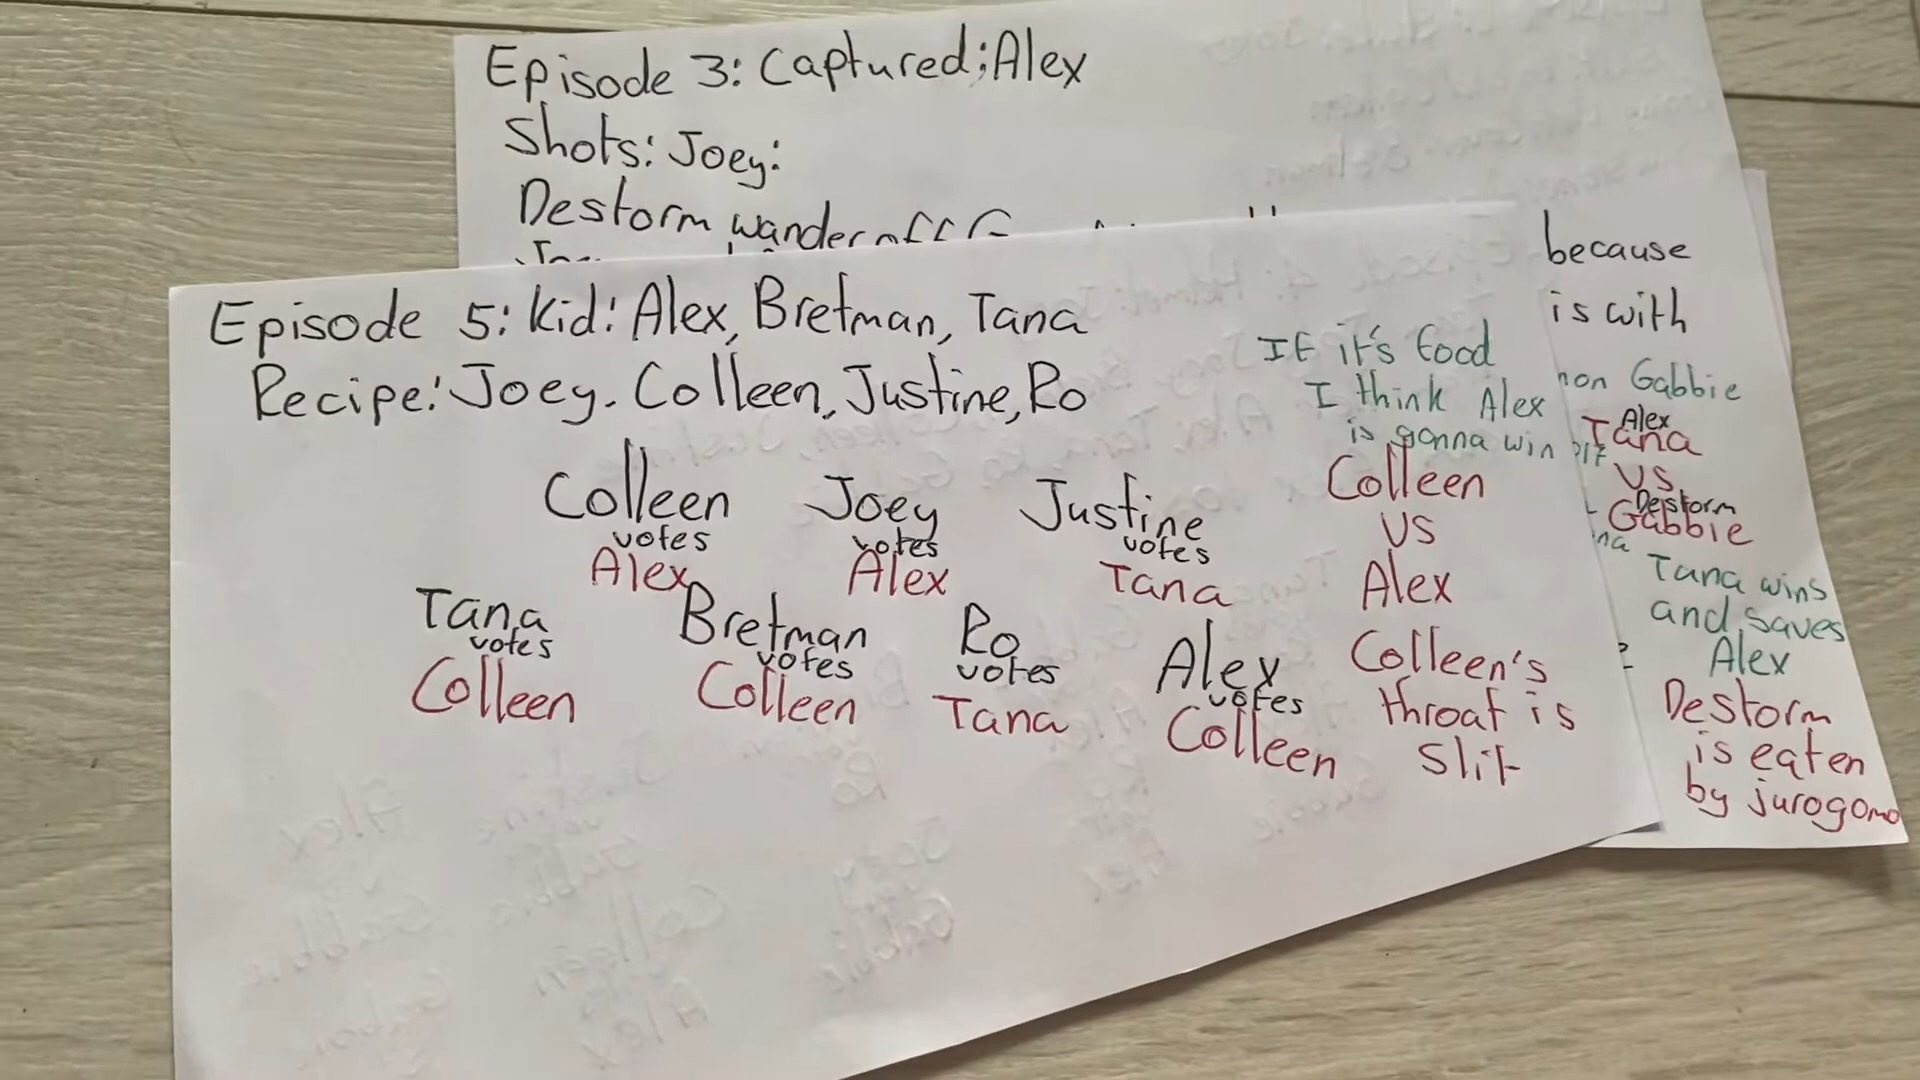 Episode 3: Captured: Alex
Shots: Joey:
Destorm wander off
Episode 5: Kid: Alex, Bretman, Tana
Recipe: Joey. Colleen, Justine, Ro
Colleen
votes
Alex
Joey
votes
Alex
Justine
votes
Tana
Tana
votes
Colleen
Bretman
votes
Colleen
Ro
votes
Tana
Alex
votes
Colleen
If it's food
I think Alex
is gonna win
Colleen
VS
Alex
Colleen's
throat is
slit
because
is with
Gabbie
Alex
Tana
VS
Destorm
Gabbie
Tana wins
and saves
Alex
Destorm
is eaten
by jurogomo